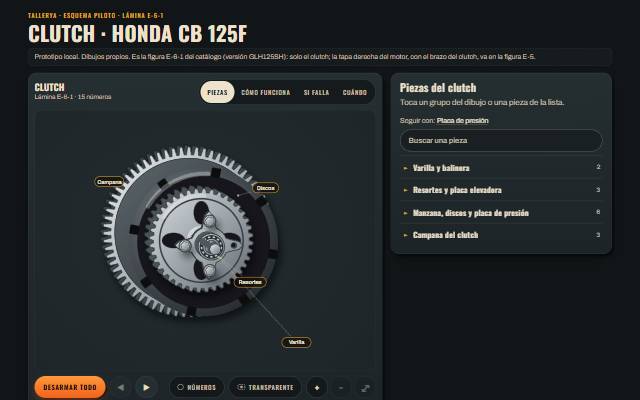 TALLERYA · ESQUEMA PILOTO · LÁMINA E-6-1
CLUTCH · HONDA CB 125F
Prototipo local. Dibujos propios. Es la figura E-6-1 del catálogo (versión GLH125SH): solo el clutch; la tapa derecha del motor, con el brazo del clutch, va en la figura E-5.
CLUTCH
Lámina E-6-1 · 15 números
PIEZAS
CÓMO FUNCIONA
SI FALLA
CUÁNDO
Campana
Discos
Resortes
Varilla
DESARMAR TODO
NÚMEROS
TRANSPARENTE
+
−
Piezas del clutch
Toca un grupo del dibujo o una pieza de la lista.
Seguir con: Placa de presión
Buscar una pieza
Varilla y balinera 2
Resortes y placa elevadora 3
Manzana, discos y placa de presión 6
Campana del clutch 3